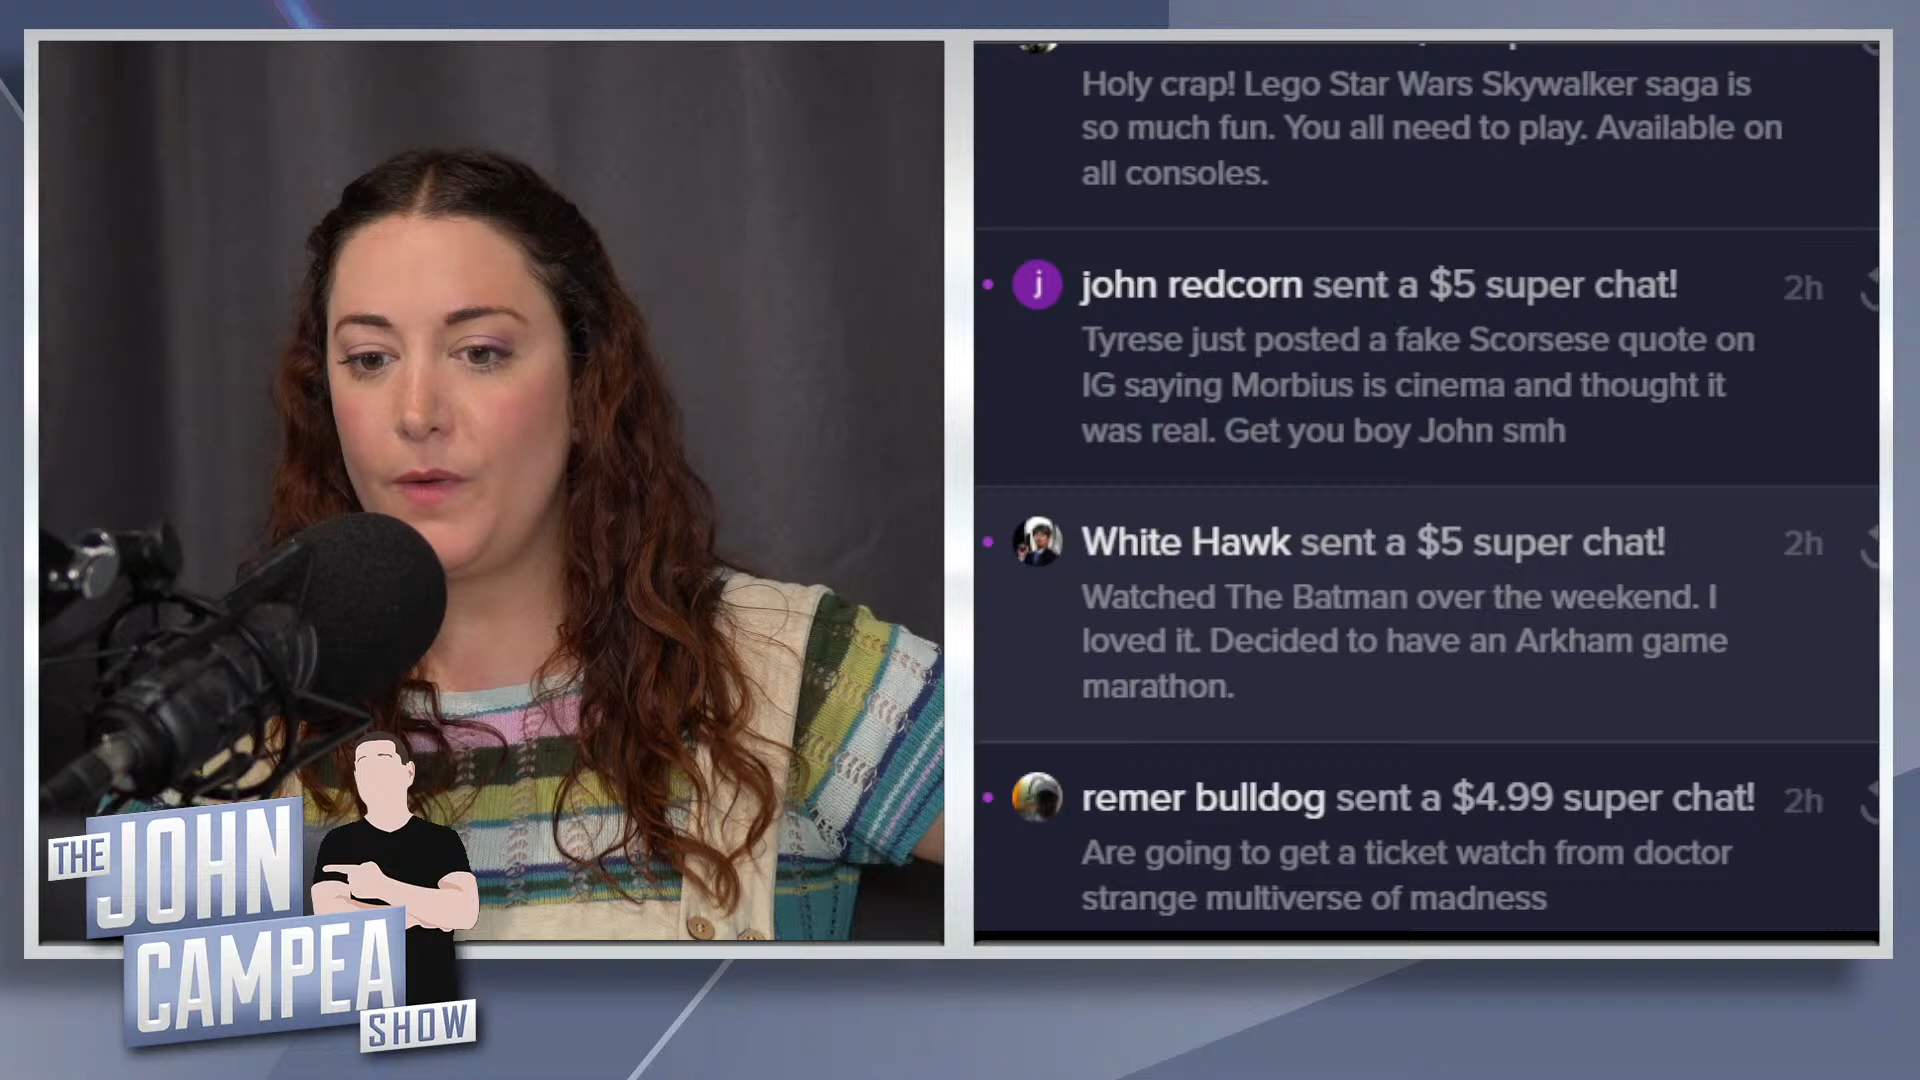 Holy crap! Lego Star Wars Skywalker saga is
so much fun. You all need to play. Available on
all consoles.
j
john redcorn sent a $5 super chat!
2h
Tyrese just posted a fake Scorsese quote on
IG saying Morbius is cinema and thought it
was real. Get you boy John smh
White Hawk sent a $5 super chat!
2h
Watched The Batman over the weekend. I
loved it. Decided to have an Arkham game
marathon.
remer bulldog sent a $4.99 super chat!
2h
Are going to get a ticket watch from doctor
strange multiverse of madness
THE
JOHN
CAMPEA
SHOW